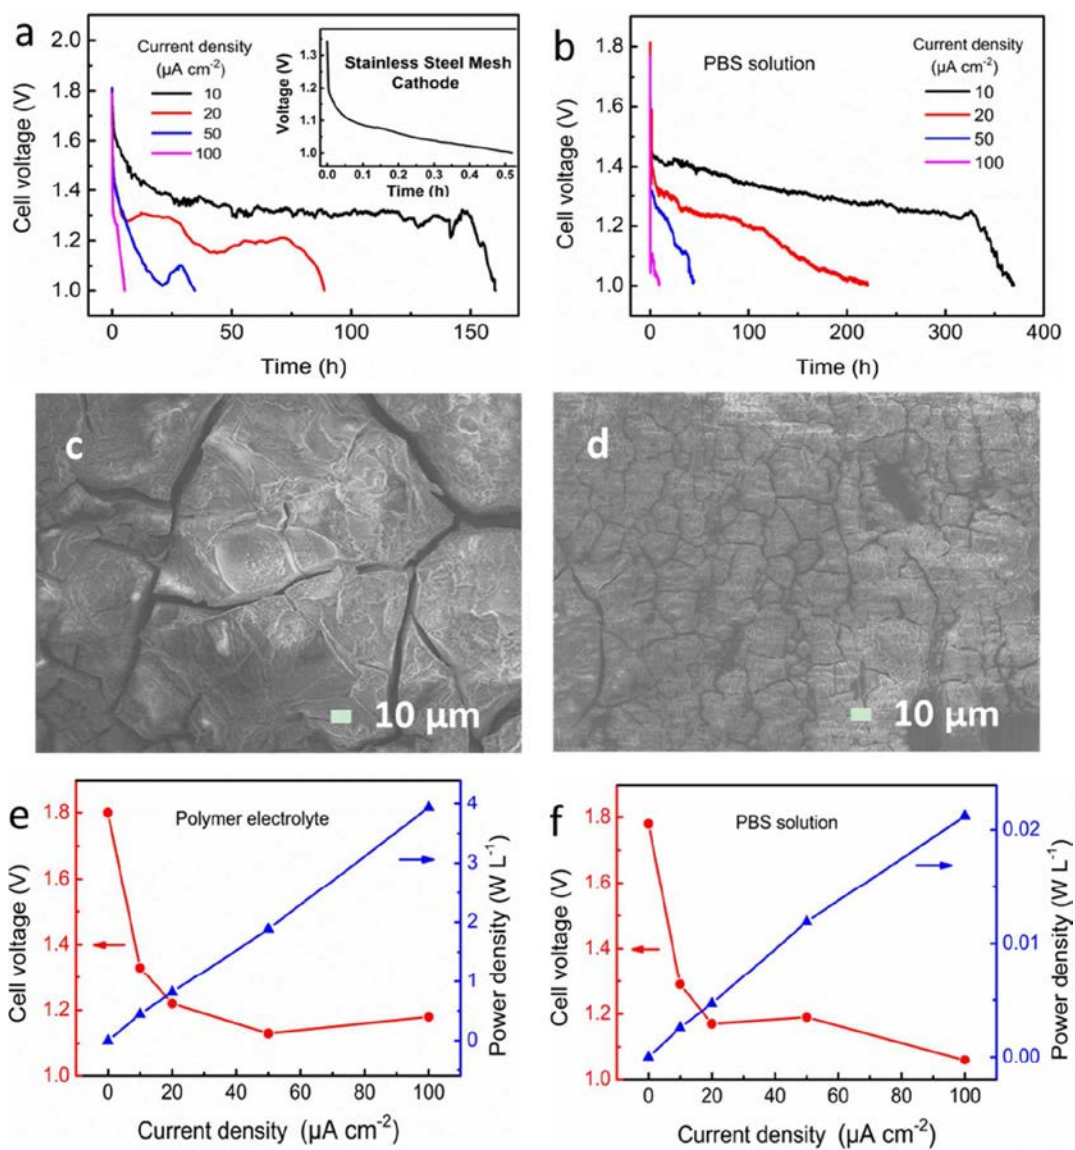 a
2.0
1.8
1.6
1.4
1.2
1.0
Cell voltage (V)
Current density
(µA cm⁻²)
10
20
50
100
Stainless Steel Mesh
Cathode
1.3
1.2
1.1
1.0
Voltage (V)
0.0 0.1 0.2 0.3 0.4 0.5
Time (h)
0 50 100 150
Time (h)
b
1.8
1.6
1.4
1.2
1.0
Cell voltage (V)
PBS solution
Current density
(µA cm⁻²)
10
20
50
100
0 100 200 300 400
Time (h)
c
10 µm
d
10 µm
e
1.8
1.6
1.4
1.2
1.0
Cell voltage (V)
Polymer electrolyte
4
3
2
1
0
Power density (W L⁻¹)
0 20 40 60 80 100
Current density (µA cm⁻²)
f
1.8
1.6
1.4
1.2
1.0
Cell voltage (V)
PBS solution
0.02
0.01
0.00
Power density (W L⁻¹)
0 20 40 60 80 100
Current density (µA cm⁻²)